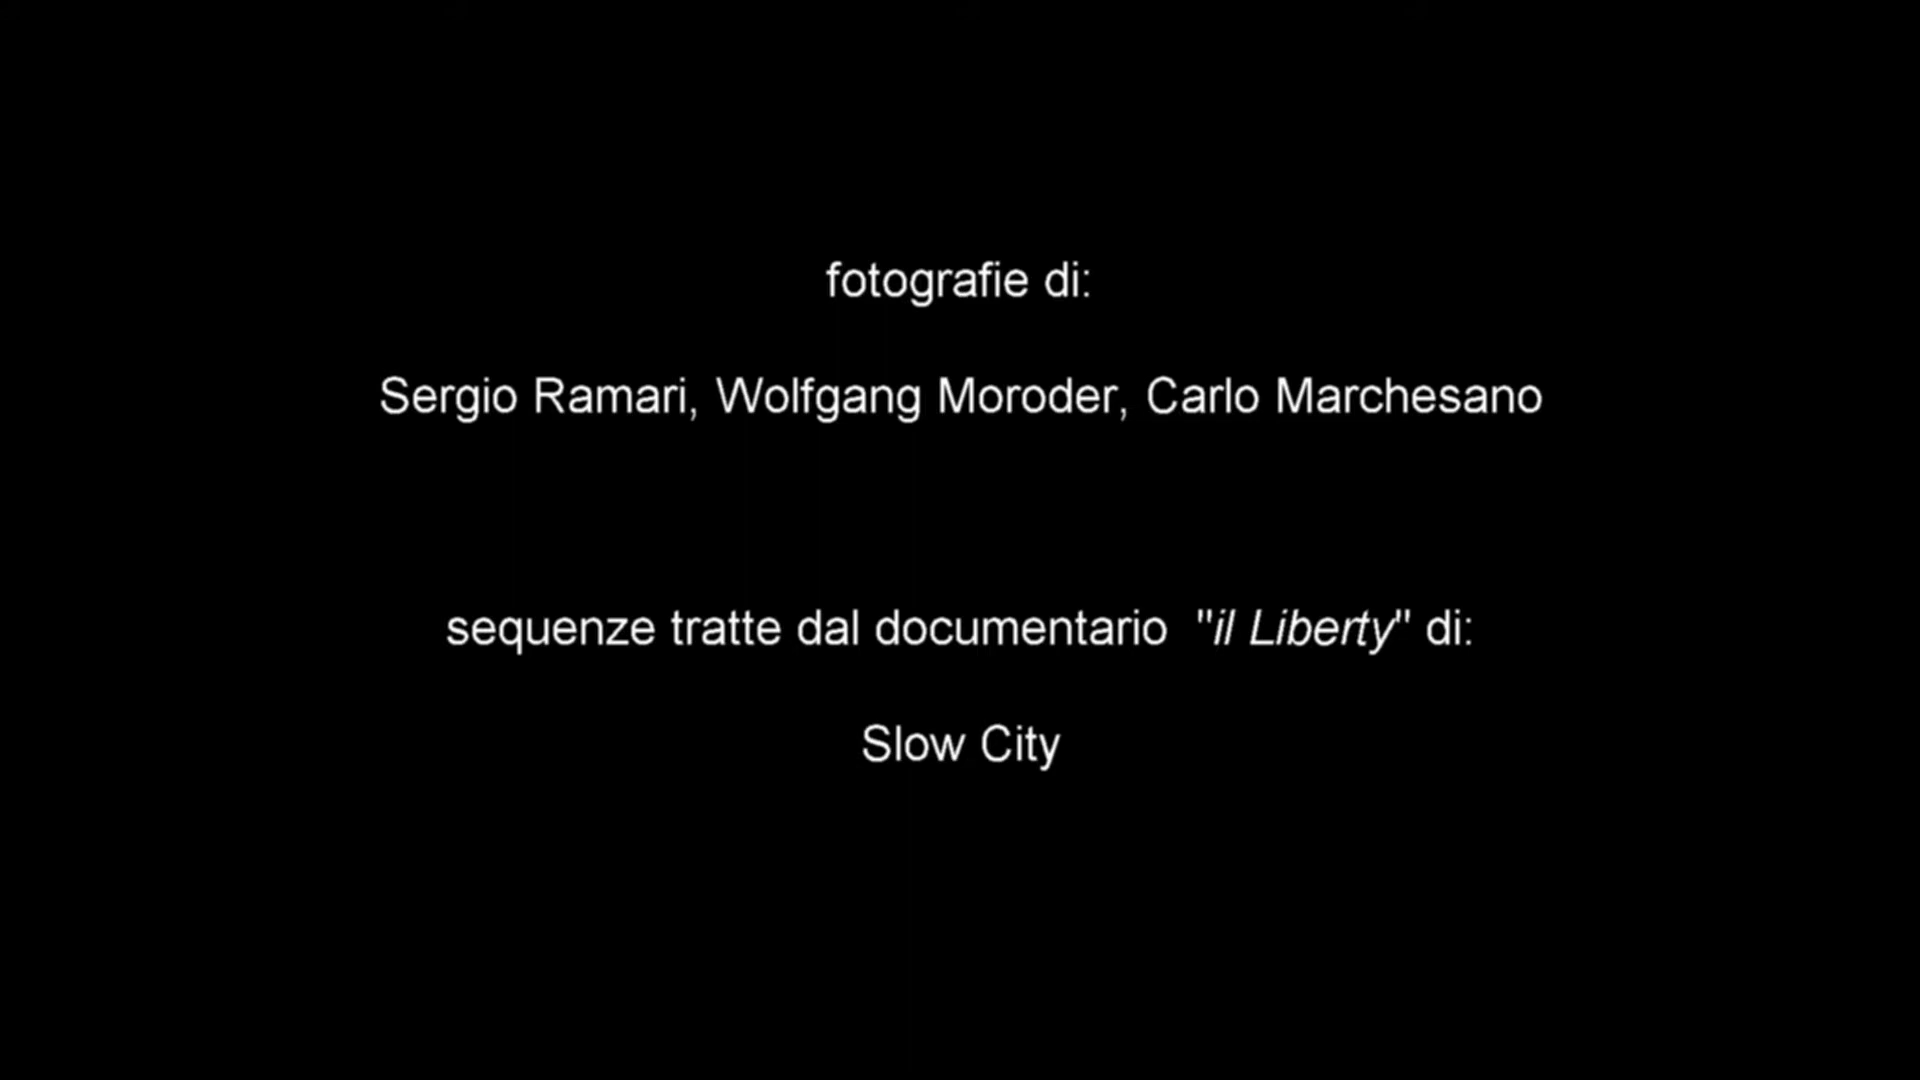 fotografie di:
Sergio Ramari, Wolfgang Moroder, Carlo Marchesano
sequenze tratte dal documentario "il Liberty" di:
Slow City